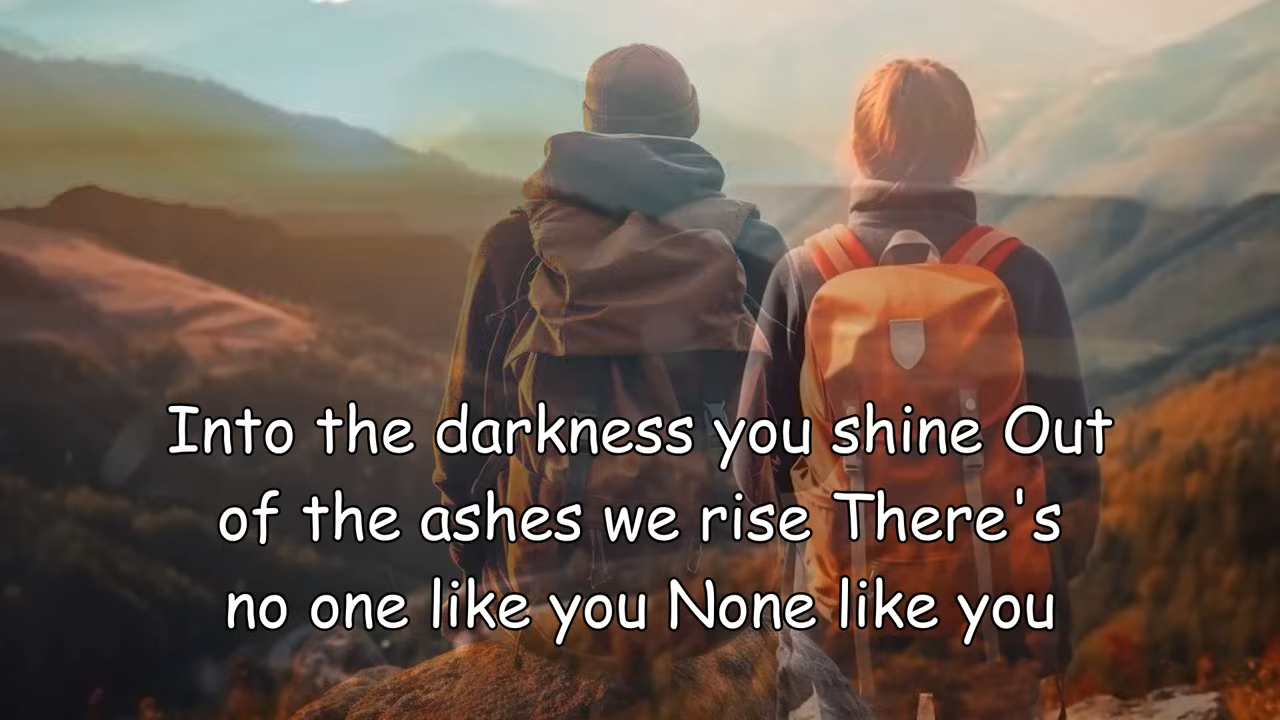 Into the darkness you shine Out
of the ashes we rise There's
no one like you None like you